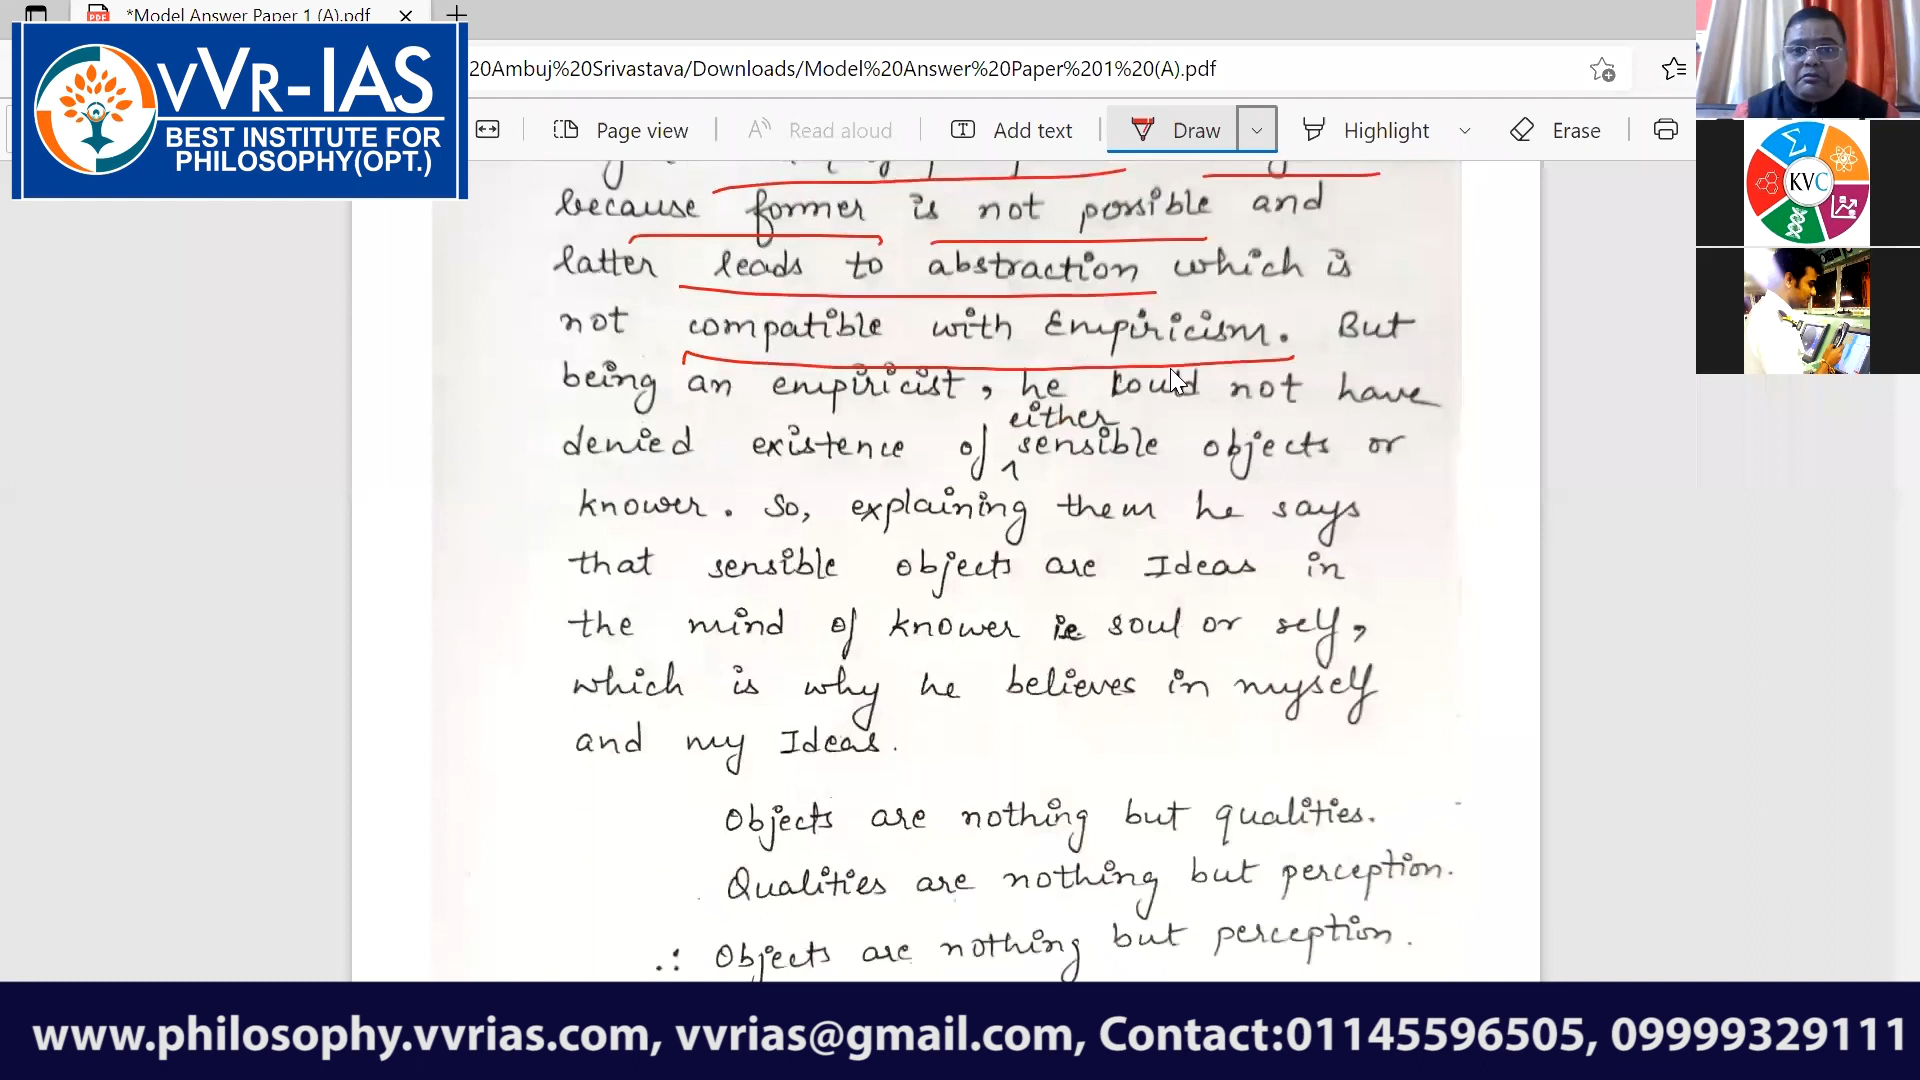 *Model Answer Paper 1 (A).pdf
vVR-IAS
BEST INSTITUTE FOR
PHILOSOPHY(OPT.)
20Ambuj%20Srivastava/Downloads/Model%20Answer%20Paper%201%20(A).pdf
Page view
Read aloud
Add text
Draw
Highlight
Erase
KVC
because former is not possible and
latter leads to abstraction which is
not compatible with Empiricism. But
being an empiricist, he could not have
either
denied existence of sensible objects or
knower. So, explaining them he says
that sensible objects are Ideas in
the mind of knower ie soul or self,
which is why he believes in myself
and my Ideas.
Objects are nothing but qualities.
Qualities are nothing but perception.
∴ Objects are nothing but perception.
www.philosophy.vvrias.com, vvrias@gmail.com, Contact:01145596505, 09999329111